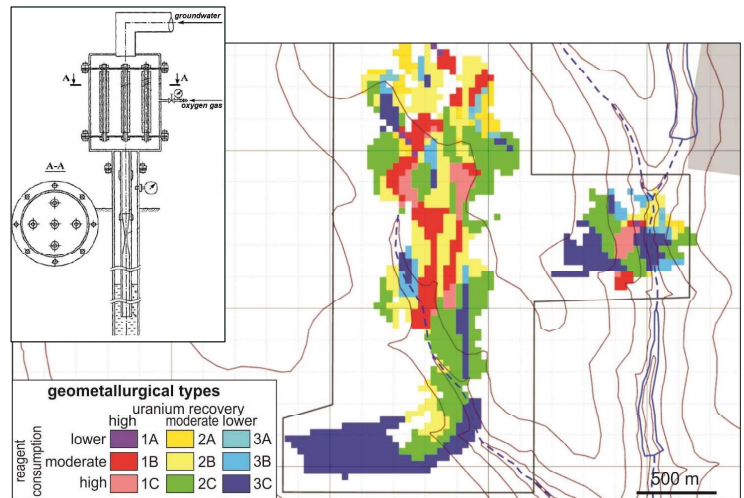 groundwater
A
A
oxygen gas
A-A
geometallurgical types
uranium recovery
high moderate lower
reagent consumption
lower 1A 2A 3A
moderate 1B 2B 3B
high 1C 2C 3C
500 m